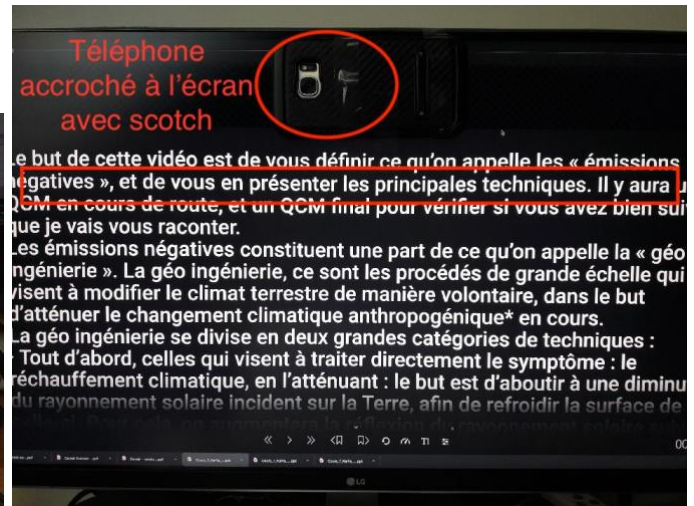 Téléphone
accroché à l'écran
avec scotch
Le but de cette vidéo est de vous définir ce qu'on appelle les « émissions
négatives », et de vous en présenter les principales techniques. Il y aura
QCM en cours de route, et un QCM final pour vérifier si vous avez bien
que je vais vous raconter.
Les émissions négatives constituent une part de ce qu'on appelle la « géo
ingénierie ». La géo ingénierie, ce sont les procédés de grande échelle qui
visent à modifier le climat terrestre de manière volontaire, dans le but
d'atténuer le changement climatique anthropogénique* en cours.
La géo ingénierie se divise en deux grandes catégories de techniques :
- Tout d'abord, celles qui visent à traiter directement le symptôme : le
réchauffement climatique, en l'atténuant : le but est d'aboutir à une diminu
du rayonnement solaire incident sur la Terre, afin de refroidir la surface de
00
LG